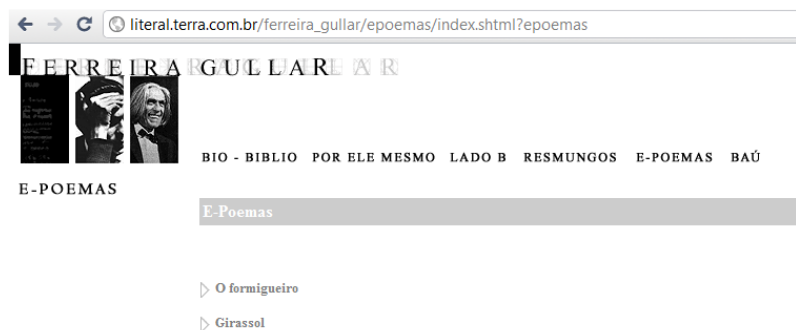 literal.terra.com.br/ferreira_gullar/epoemas/index.shtml?epoemas
FERREIRA GULLAR
BIO - BIBLIO POR ELE MESMO LADO B RESMUNGOS E-POEMAS BAÚ
E-POEMAS
E-Poemas
O formigueiro
Girassol